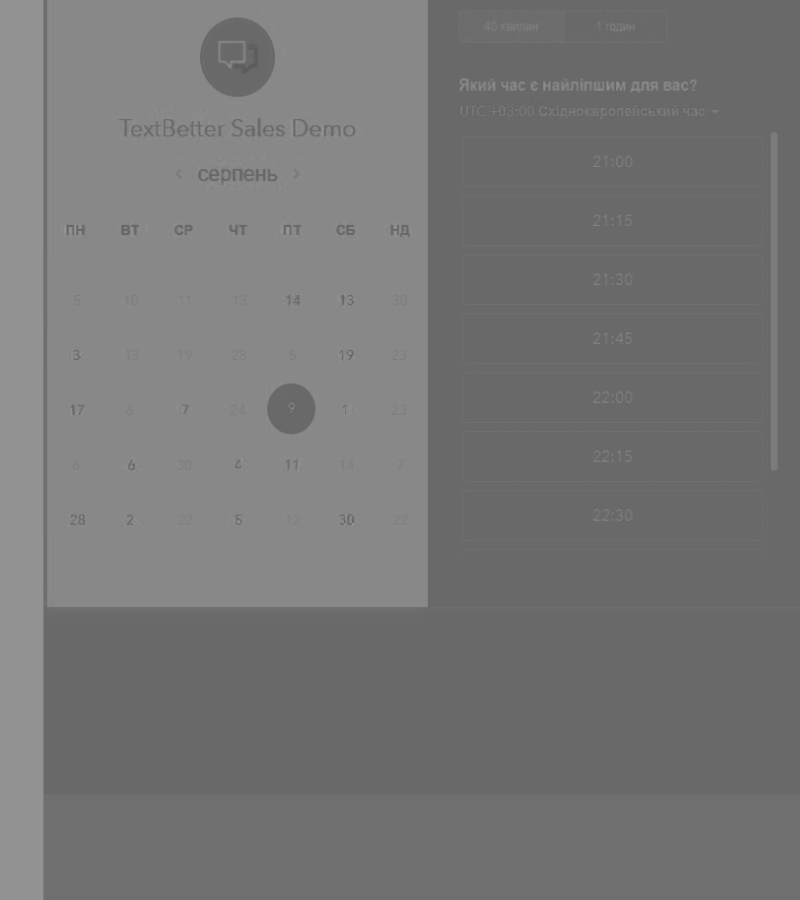 TextBetter Sales Demo
< серпень >
ПН ВТ СР ЧТ ПТ СБ НД
5 10 11 13 14 13 30
3 13 19 28 5 19 23
17 6 7 24 9 1 23
6 6 30 4 11 14 7
28 2 22 5 12 30 22
40 хвилин 1 годин
Який час є найліпшим для вас?
UTC +03:00 Східноєвропейський час
21:00
21:15
21:30
21:45
22:00
22:15
22:30